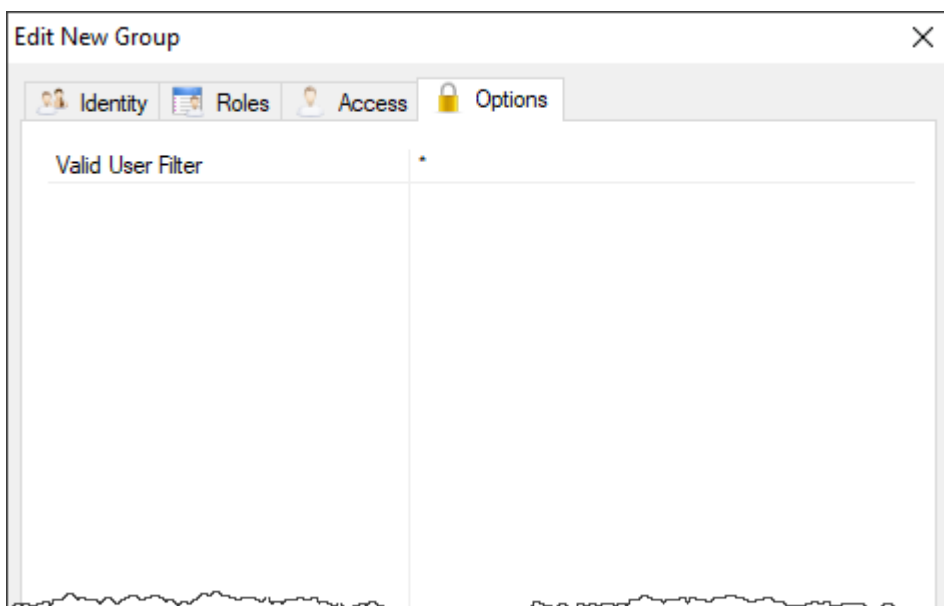 Edit New Group
Identity Roles Access Options
Valid User Filter *